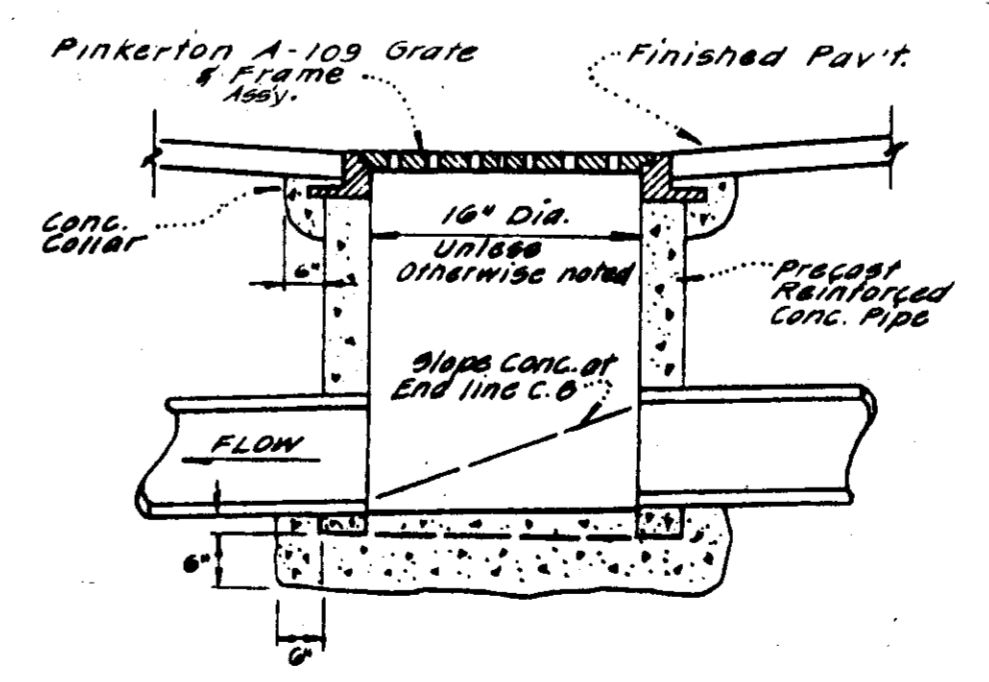 Pinkerton A-109 Grate
& Frame
Ass'y.
Finished Pav't.
Conc.
Collar
16" Dia.
Unless
Otherwise noted
6"
Precast
Reinforced
Conc. Pipe
Slope Conc. at
End line C.B
FLOW
6"
6"